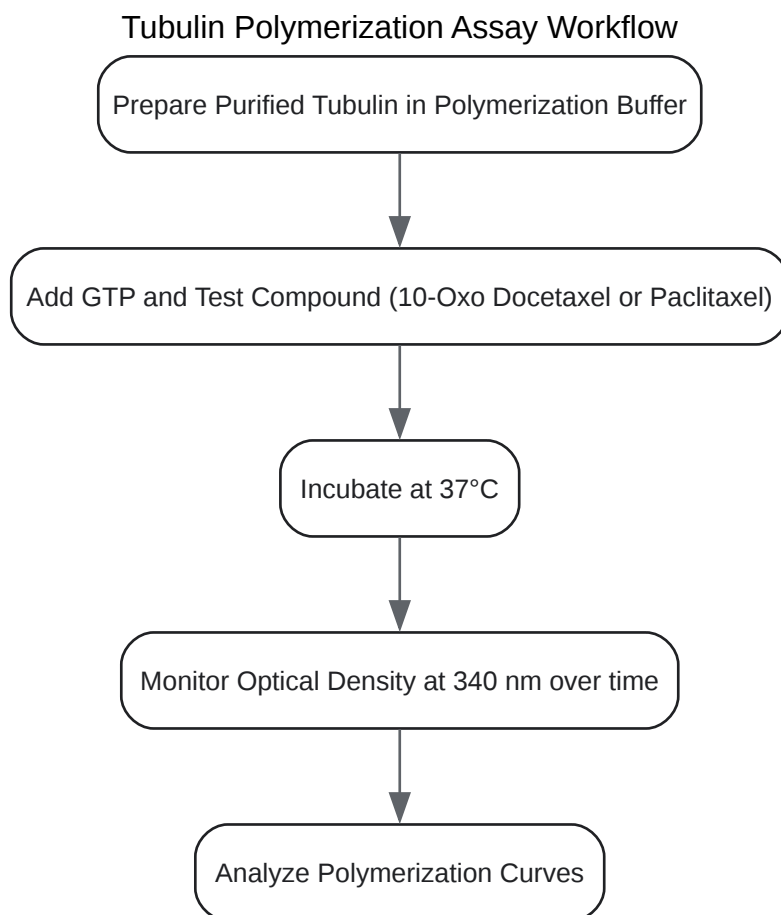 Tubulin Polymerization Assay Workflow
Prepare Purified Tubulin in Polymerization Buffer
Add GTP and Test Compound (10-Oxo Docetaxel or Paclitaxel)
Incubate at 37°C
Monitor Optical Density at 340 nm over time
Analyze Polymerization Curves